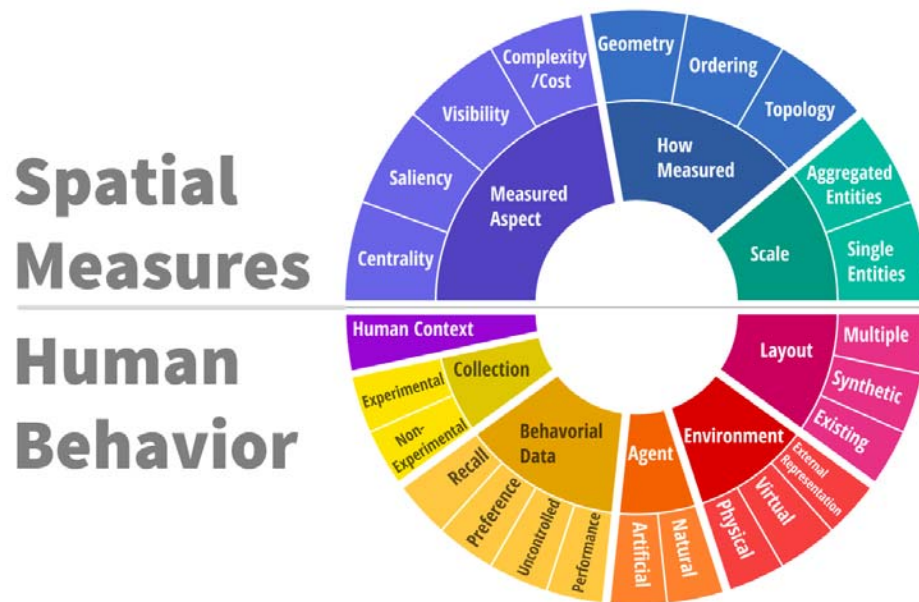 Spatial
Measures
Human
Behavior
Centrality
Saliency
Visibility
Complexity
/Cost
Measured
Aspect
Geometry
Ordering
Topology
How
Measured
Aggregated
Entities
Single
Entities
Scale
Human Context
Collection
Experimental
Non-
Experimental
Behavorial
Data
Recall
Preference
Uncontrolled
Performance
Agent
Artificial
Natural
Environment
Physical
Virtual
External
Representation
Layout
Multiple
Synthetic
Existing